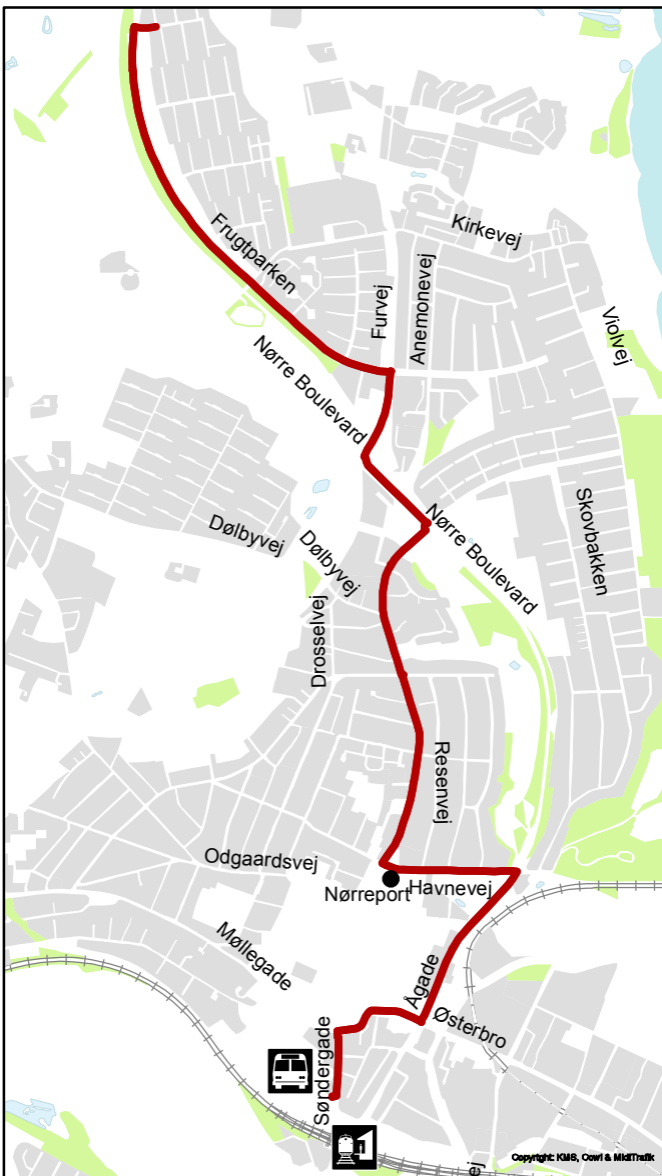 Kirkevej
Frugtparken
Furvej
Anemonevej
Violvej
Nørre Boulevard
Skovbakken
Nørre Boulevard
Dølbyvej
Dølbyvej
Drosselvej
Resenvej
Odgaardsvej
Nørreport
Havnevej
Møllegade
Ågade
Østerbro
Søndergade
ej
Copyright: KMS, Cowi & MidtTrafik